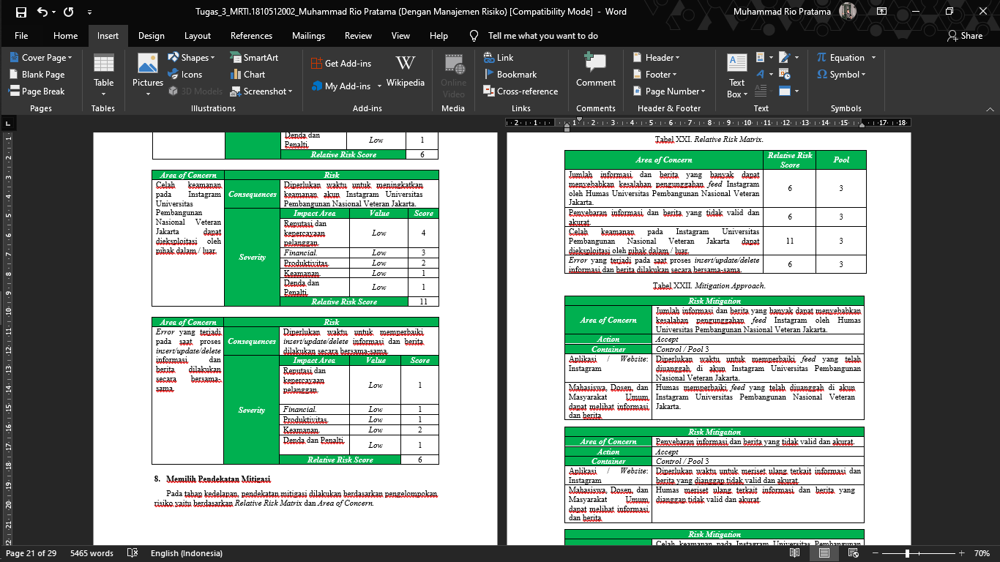 Tugas_3_MRTI.1810512002_Muhammad Rio Pratama (Dengan Manajemen Risiko) [Compatibility Mode] - Word
Muhammad Rio Pratama
File Home Insert Design Layout References Mailings Review View Help Tell me what you want to do Share
Cover Page
Blank Page
Page Break
Pages
Table
Tables
Pictures
Shapes
Icons
3D Models
SmartArt
Chart
Screenshot
Illustrations
Get Add-ins
My Add-ins
Wikipedia
Add-ins
Online
Video
Media
Link
Bookmark
Cross-reference
Links
Comment
Comments
Header
Footer
Page Number
Header & Footer
Text
Box
Text
Equation
Symbol
Symbols
Denda dan
Penalti.
Low
1
Relative Risk Score 6
Area of Concern Risk
Celah keamanan
pada Instagram
Universitas
Pembangunan
Nasional Veteran
Jakarta dapat
dieksploitasi oleh
pihak dalam / luar.
Consequences
Diperlukan waktu untuk meningkatkan
keamanan akun Instagram Universitas
Pembangunan Nasional Veteran Jakarta.
Severity
Impact Area Value Score
Reputasi dan
kepercayaan
pelanggan.
Low 4
Financial. Low 3
Produktivitas. Low 2
Keamanan. Low 1
Denda dan
Penalti.
Low 1
Relative Risk Score 11
Area of Concern Risk
Error yang terjadi
pada saat proses
insert/update/delete
informasi dan
berita dilakukan
secara bersama-
sama.
Consequences
Diperlukan waktu untuk memperbaiki
insert/update/delete informasi dan berita
dilakukan secara bersama-sama.
Severity
Impact Area Value Score
Reputasi dan
kepercayaan
pelanggan.
Low 1
Financial. Low 1
Produktivitas. Low 1
Keamanan. Low 2
Denda dan Penalti.
Low 1
Relative Risk Score 6
8. Memilih Pendekatan Mitigasi
Pada tahap kedelapan, pendekatan mitigasi dilakukan berdasarkan pengelompokan
risiko yaitu berdasarkan Relative Risk Matrix dan Area of Concern.
Tabel XXI. Relative Risk Matrix.
Area of Concern Relative Risk Score Pool
Jumlah informasi dan berita yang banyak dapat
menyebabkan kesalahan pengunggahan feed Instagram
oleh Humas Universitas Pembangunan Nasional Veteran
Jakarta.
6 3
Penyebaran informasi dan berita yang tidak valid dan
akurat.
6 3
Celah keamanan pada Instagram Universitas
Pembangunan Nasional Veteran Jakarta dapat
dieksploitasi oleh pihak dalam / luar.
11 3
Error yang terjadi pada saat proses insert/update/delete
informasi dan berita dilakukan secara bersama-sama.
6 3
Tabel XXII. Mitigation Approach.
Risk Mitigation
Area of Concern
Jumlah informasi dan berita yang banyak dapat menyebabkan
kesalahan pengunggahan feed Instagram oleh Humas
Universitas Pembangunan Nasional Veteran Jakarta.
Action Accept
Container Control / Pool 3
Aplikasi / Website:
Instagram
Diperlukan waktu untuk memperbaiki feed yang telah
diunggah di akun Instagram Universitas Pembangunan
Nasional Veteran Jakarta.
Mahasiswa, Dosen, dan
Masyarakat Umum
dapat melihat informasi
dan berita.
Humas memperbaiki feed yang telah diunggah di akun
Instagram Universitas Pembangunan Nasional Veteran
Jakarta.
Risk Mitigation
Area of Concern Penyebaran informasi dan berita yang tidak valid dan akurat.
Action Accept
Container Control / Pool 3
Aplikasi / Website:
Instagram
Diperlukan waktu untuk meriset ulang terkait informasi dan
berita yang dianggap tidak valid dan akurat.
Mahasiswa, Dosen, dan
Masyarakat Umum
dapat melihat informasi
dan berita.
Humas meriset ulang terkait informasi dan berita yang
dianggap tidak valid dan akurat.
Risk Mitigation
Celah keamanan pada Instagram Universitas Pembangunan
Page 21 of 29 5465 words English (Indonesia) 70%